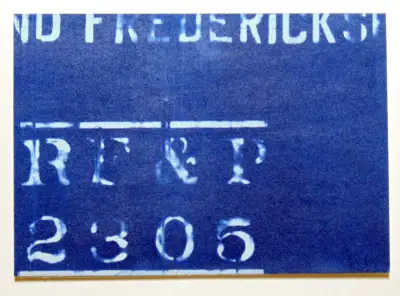 ND FREDERICKS
RF & P
2305